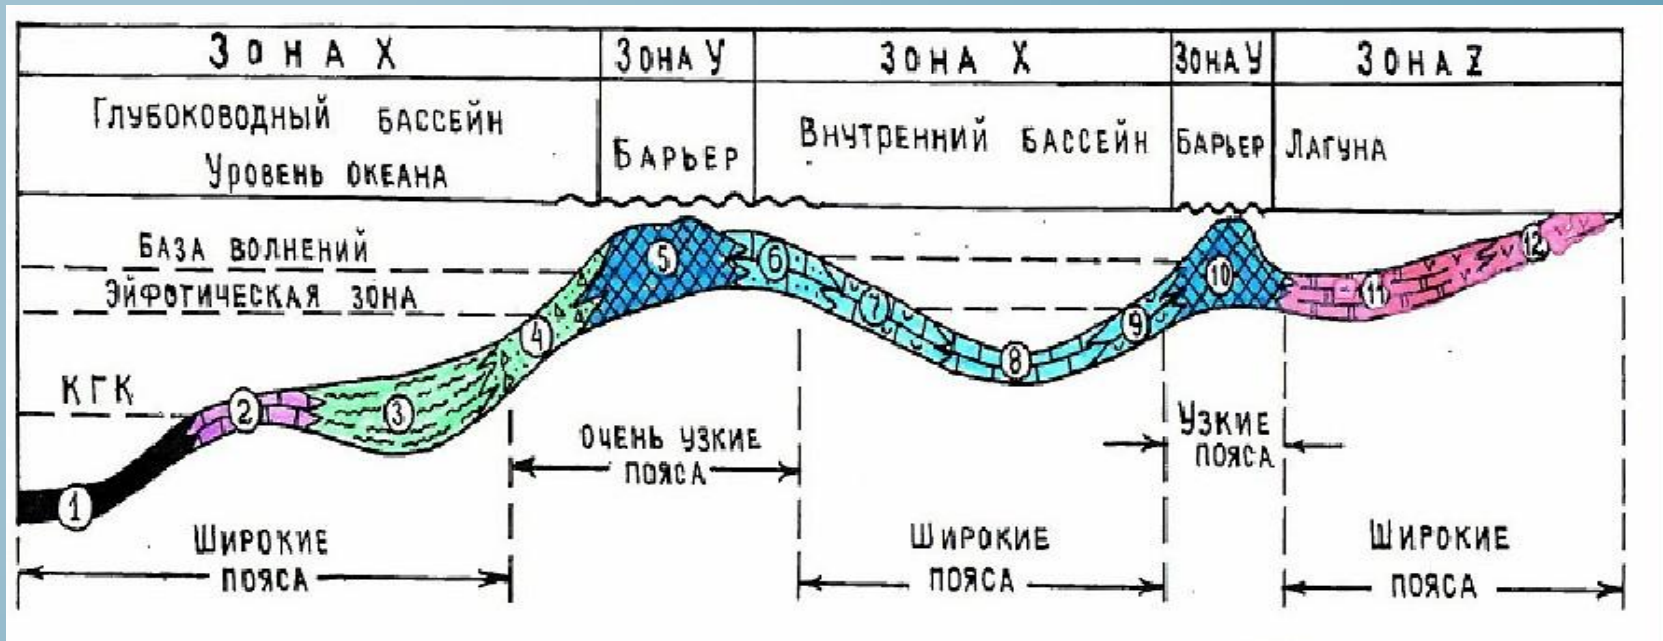 ЗОНА X
ЗОНА У
ЗОНА X
ЗОНА У
ЗОНА Z
ГЛУБОКОВОДНЫЙ БАССЕЙН
УРОВЕНЬ ОКЕАНА
БАРЬЕР
ВНУТРЕННИЙ БАССЕЙН
БАРЬЕР
ЛАГУНА
БАЗА ВОЛНЕНИЙ
ЭЙФОТИЧЕСКАЯ ЗОНА
КГК
1
2
3
4
5
6
7
8
9
10
11
12
ОЧЕНЬ УЗКИЕ
ПОЯСА
УЗКИЕ
ПОЯСА
ШИРОКИЕ
ПОЯСА
ШИРОКИЕ
ПОЯСА
ШИРОКИЕ
ПОЯСА